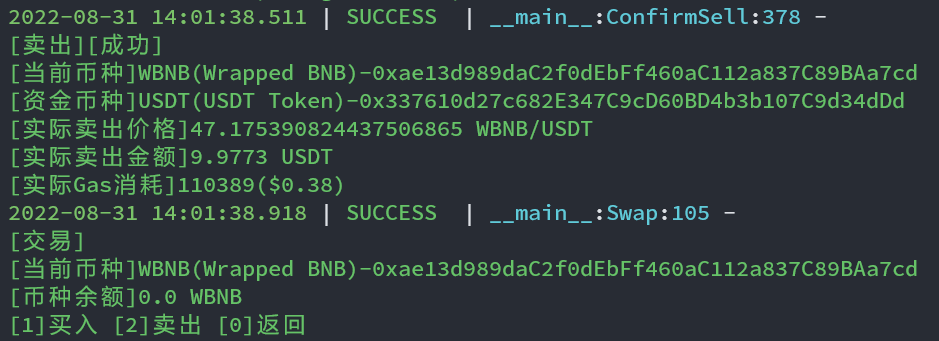 2022-08-31 14:01:38.511 | SUCCESS  | __main__:ConfirmSell:378 -
[卖出][成功]
[当前币种]WBNB(Wrapped BNB)-0xae13d989daC2f0dEbFf460aC112a837C89BAa7cd
[资金币种]USDT(USDT Token)-0x337610d27c682E347C9cD60BD4b3b107C9d34dDd
[实际卖出价格]47.175390824437506865 WBNB/USDT
[实际卖出金额]9.9773 USDT
[实际Gas消耗]110389($0.38)
2022-08-31 14:01:38.918 | SUCCESS  | __main__:Swap:105 -
[交易]
[当前币种]WBNB(Wrapped BNB)-0xae13d989daC2f0dEbFf460aC112a837C89BAa7cd
[币种余额]0.0 WBNB
[1]买入 [2]卖出 [0]返回